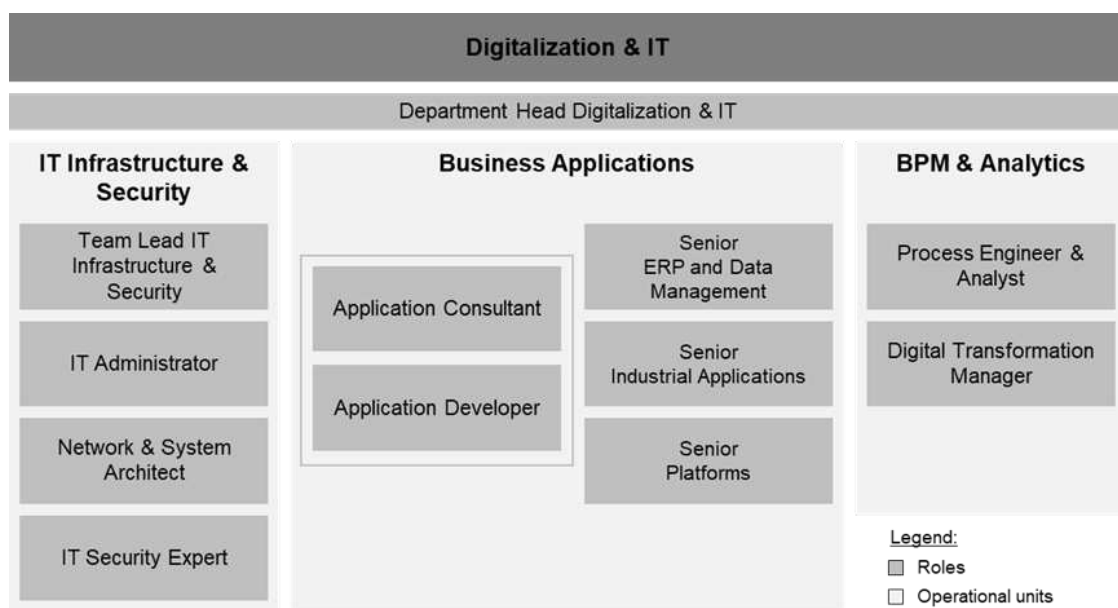 Digitalization & IT
Department Head Digitalization & IT
IT Infrastructure &
Security
Team Lead IT
Infrastructure &
Security
IT Administrator
Network & System
Architect
IT Security Expert
Business Applications
Application Consultant
Application Developer
Senior
ERP and Data
Management
Senior
Industrial Applications
Senior
Platforms
BPM & Analytics
Process Engineer &
Analyst
Digital Transformation
Manager
Legend:
Roles
Operational units